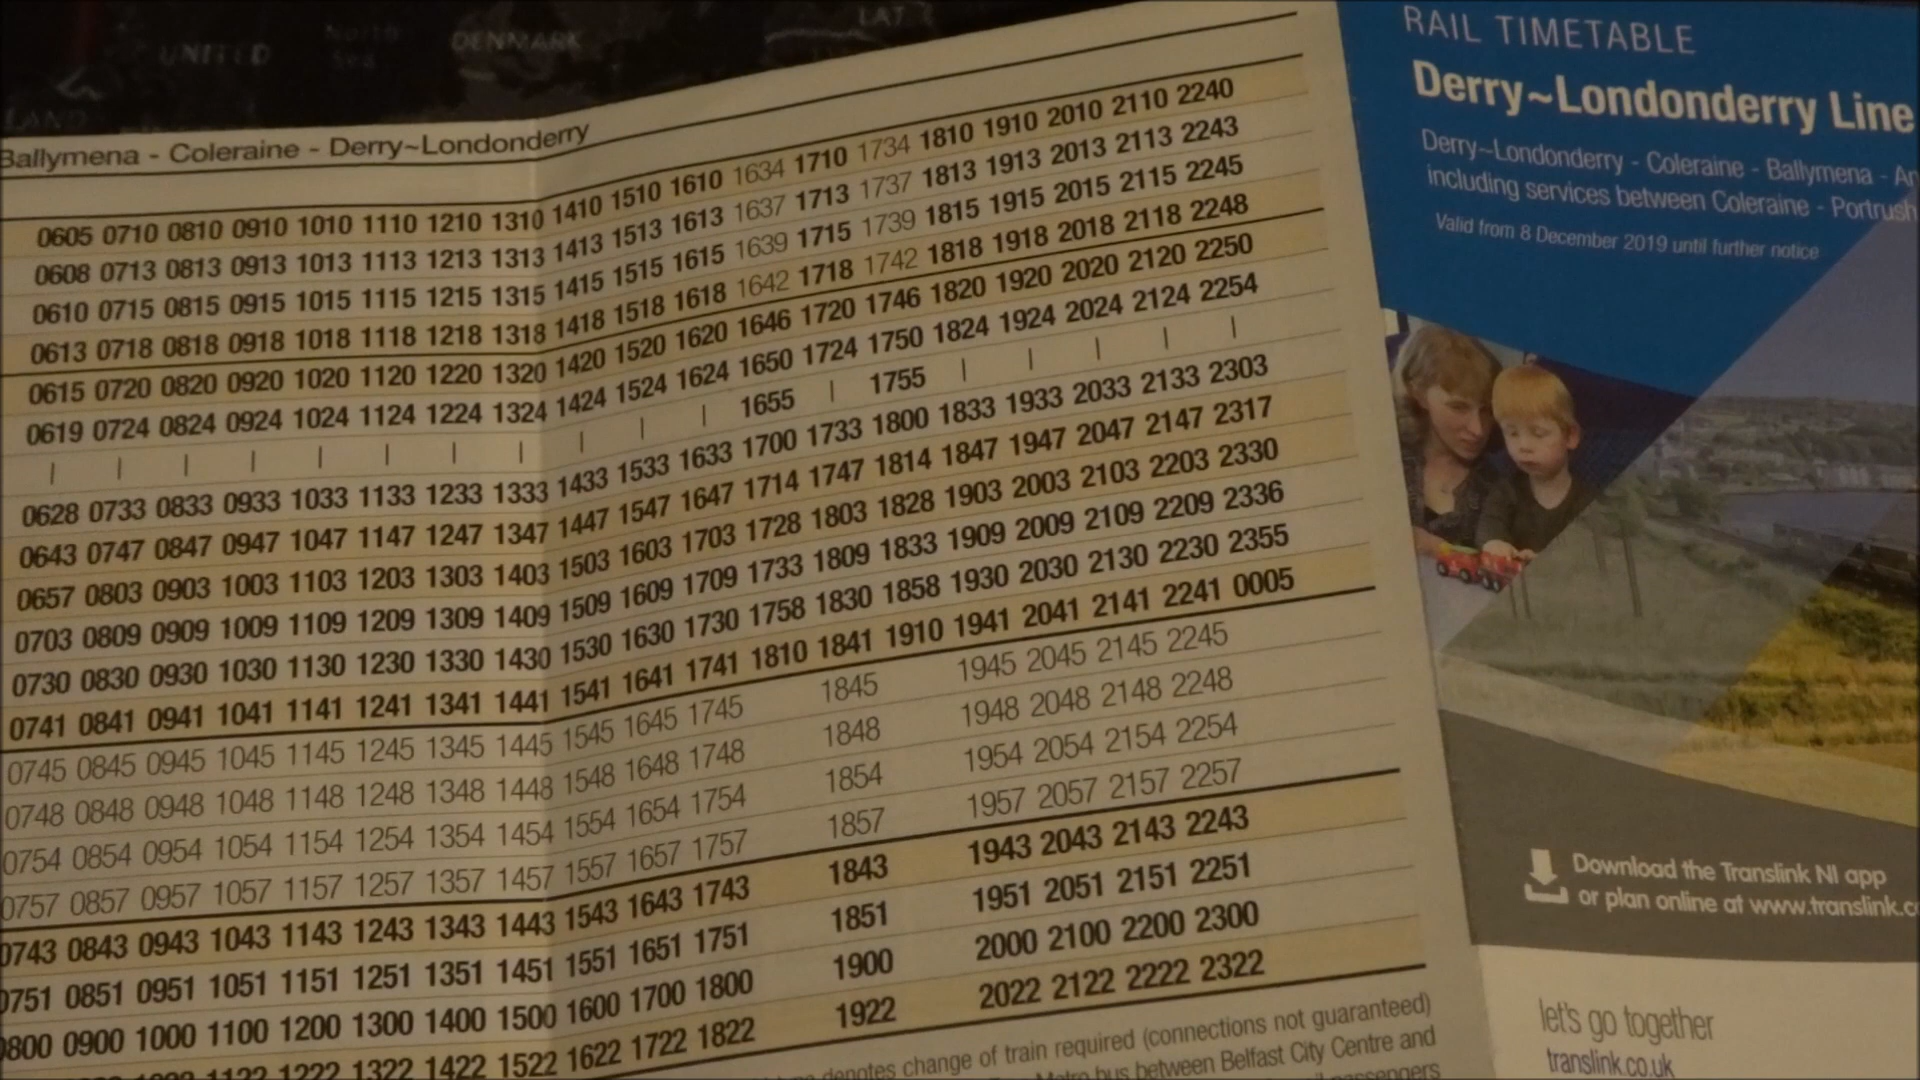 UNITED
North
Sea
DENMARK
LAT
LAND
Ballymena - Coleraine - Derry~Londonderry
0605 0710 0810 0910 1010 1110 1210 1310 1410 1510 1610 1634 1710 1734 1810 1910 2010 2110 2240
0608 0713 0813 0913 1013 1113 1213 1313 1413 1513 1613 1637 1713 1737 1813 1913 2013 2113 2243
0610 0715 0815 0915 1015 1115 1215 1315 1415 1515 1615 1639 1715 1739 1815 1915 2015 2115 2245
0613 0718 0818 0918 1018 1118 1218 1318 1418 1518 1618 1642 1718 1742 1818 1918 2018 2118 2248
0615 0720 0820 0920 1020 1120 1220 1320 1420 1520 1620 1646 1720 1746 1820 1920 2020 2120 2250
0619 0724 0824 0924 1024 1124 1224 1324 1424 1524 1624 1650 1724 1750 1824 1924 2024 2124 2254
| | | | | | | | | | | 1655 | 1755 | | | | |
0628 0733 0833 0933 1033 1133 1233 1333 1433 1533 1633 1700 1733 1800 1833 1933 2033 2133 2303
0643 0747 0847 0947 1047 1147 1247 1347 1447 1547 1647 1714 1747 1814 1847 1947 2047 2147 2317
0657 0803 0903 1003 1103 1203 1303 1403 1503 1603 1703 1728 1803 1828 1903 2003 2103 2203 2330
0703 0809 0909 1009 1109 1209 1309 1409 1509 1609 1709 1733 1809 1833 1909 2009 2109 2209 2336
0730 0830 0930 1030 1130 1230 1330 1430 1530 1630 1730 1758 1830 1858 1930 2030 2130 2230 2355
0741 0841 0941 1041 1141 1241 1341 1441 1541 1641 1741 1810 1841 1910 1941 2041 2141 2241 0005
0745 0845 0945 1045 1145 1245 1345 1445 1545 1645 1745 1845 1945 2045 2145 2245
0748 0848 0948 1048 1148 1248 1348 1448 1548 1648 1748 1848 1948 2048 2148 2248
0754 0854 0954 1054 1154 1254 1354 1454 1554 1654 1754 1854 1954 2054 2154 2254
0757 0857 0957 1057 1157 1257 1357 1457 1557 1657 1757 1857 1957 2057 2157 2257
0743 0843 0943 1043 1143 1243 1343 1443 1543 1643 1743 1843 1943 2043 2143 2243
0751 0851 0951 1051 1151 1251 1351 1451 1551 1651 1751 1851 1951 2051 2151 2251
0800 0900 1000 1100 1200 1300 1400 1500 1600 1700 1800 1900 2000 2100 2200 2300
1122 1222 1322 1422 1522 1622 1722 1822 1922 2022 2122 2222 2322
denotes change of train required (connections not guaranteed)
Metro bus between Belfast City Centre and
passengers
RAIL TIMETABLE
Derry~Londonderry Line
Derry~Londonderry - Coleraine - Ballymena - An
including services between Coleraine - Portrush
Valid from 8 December 2019 until further notice
Download the Translink NI app
or plan online at www.translink.co
let's go together
translink.co.uk